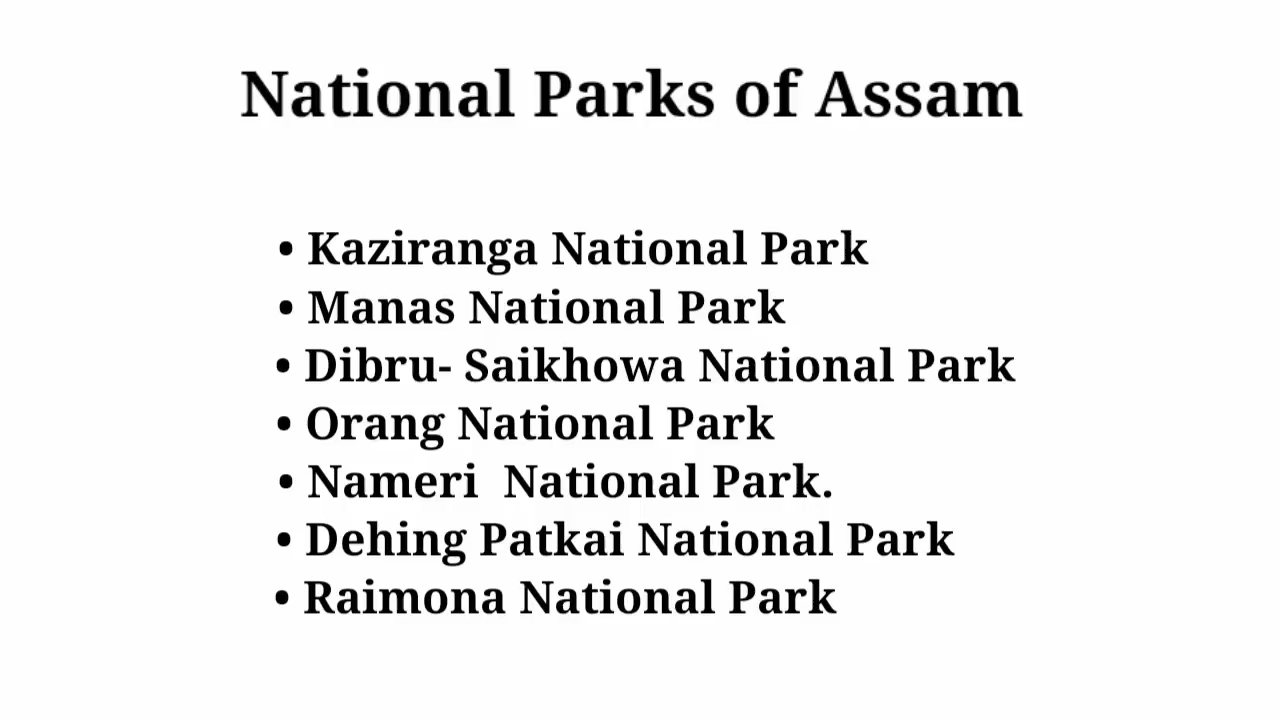 National Parks of Assam
• Kaziranga National Park
• Manas National Park
• Dibru- Saikhowa National Park
• Orang National Park
• Nameri  National Park.
• Dehing Patkai National Park
• Raimona National Park